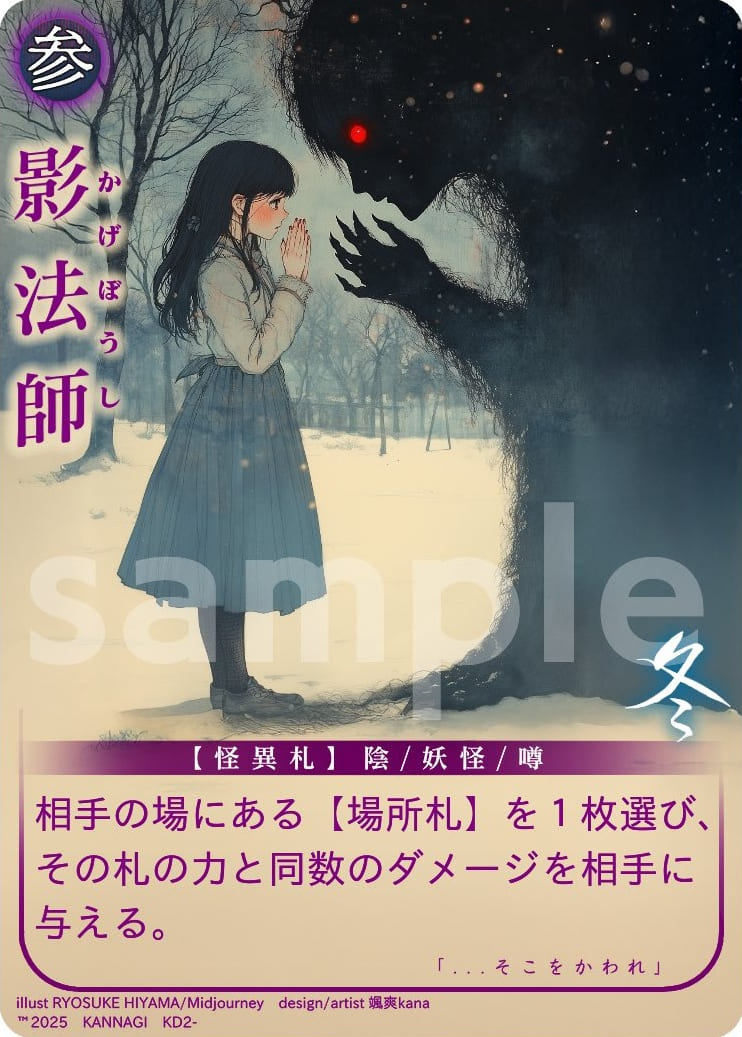 参
影法師
かげぼうし
sample
冬
【怪異札】陰/妖怪/噂
相手の場にある【場所札】を１枚選び、
その札の力と同数のダメージを相手に
与える。
「...そこをかわれ」
illust RYOSUKE HIYAMA/Midjourney design/artist 颯爽kana
™2025 KANNAGI KD2-